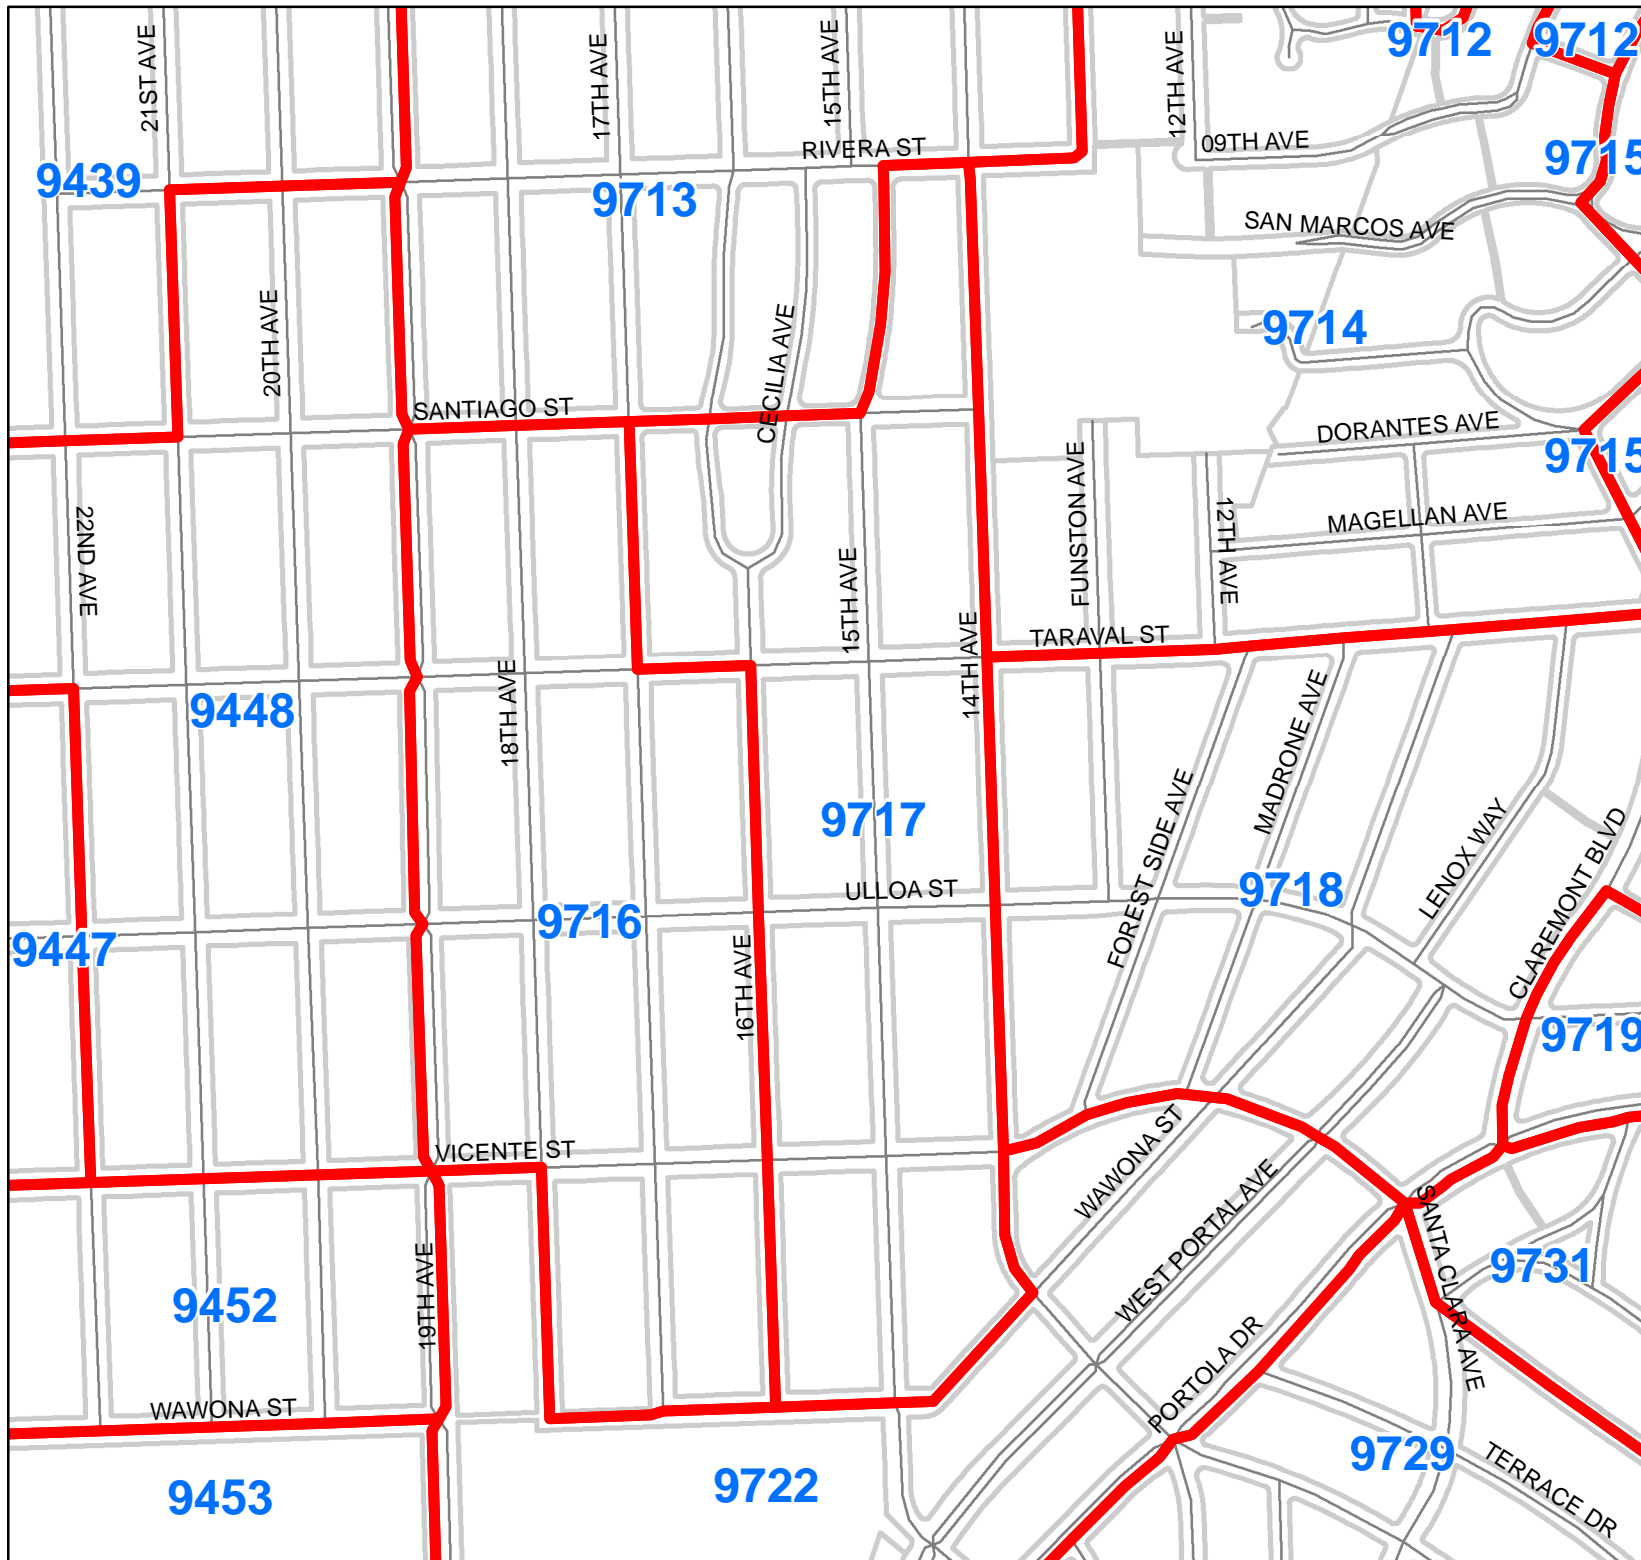 21ST AVE
17TH AVE
15TH AVE
12TH AVE
9712
9712
RIVERA ST
09TH AVE
9715
9439
9713
SAN MARCOS AVE
20TH AVE
CECILIA AVE
9714
SANTIAGO ST
DORANTES AVE
9715
22ND AVE
FUNSTON AVE
12TH AVE
MAGELLAN AVE
15TH AVE
14TH AVE
TARAVAL ST
9448
18TH AVE
MADRONE AVE
9717
FOREST SIDE AVE
LENOX WAY
CLAREMONT BLVD
ULLOA ST
9718
9716
9447
16TH AVE
9719
VICENTE ST
WAWONA ST
WEST PORTAL AVE
SANTA CLARA AVE
9731
9452
19TH AVE
PORTOLA DR
WAWONA ST
9729
TERRACE DR
9453
9722